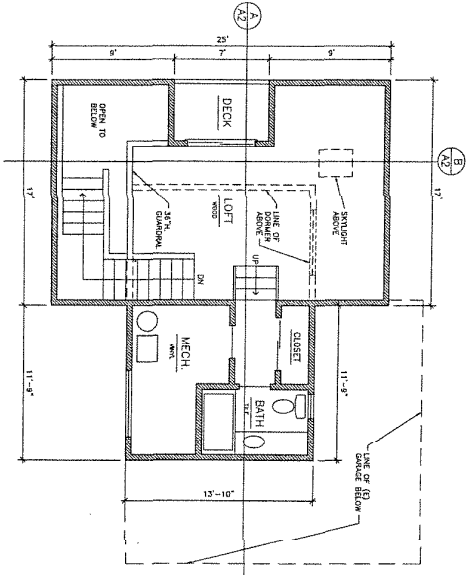 A
A2
25'
9'
7'
9'
DECK
B
A2
OPEN TO
BELOW
SKYLIGHT
ABOVE
17'
17'
36"H.
GUARDRAIL
LOFT
WOOD
LINE OF
DORMER
ABOVE
UP
DN
MECH.
VINYL
CLOSET
BATH
TILE
11'-9"
11'-9"
13'-10"
LINE OF (E)
GARAGE BELOW